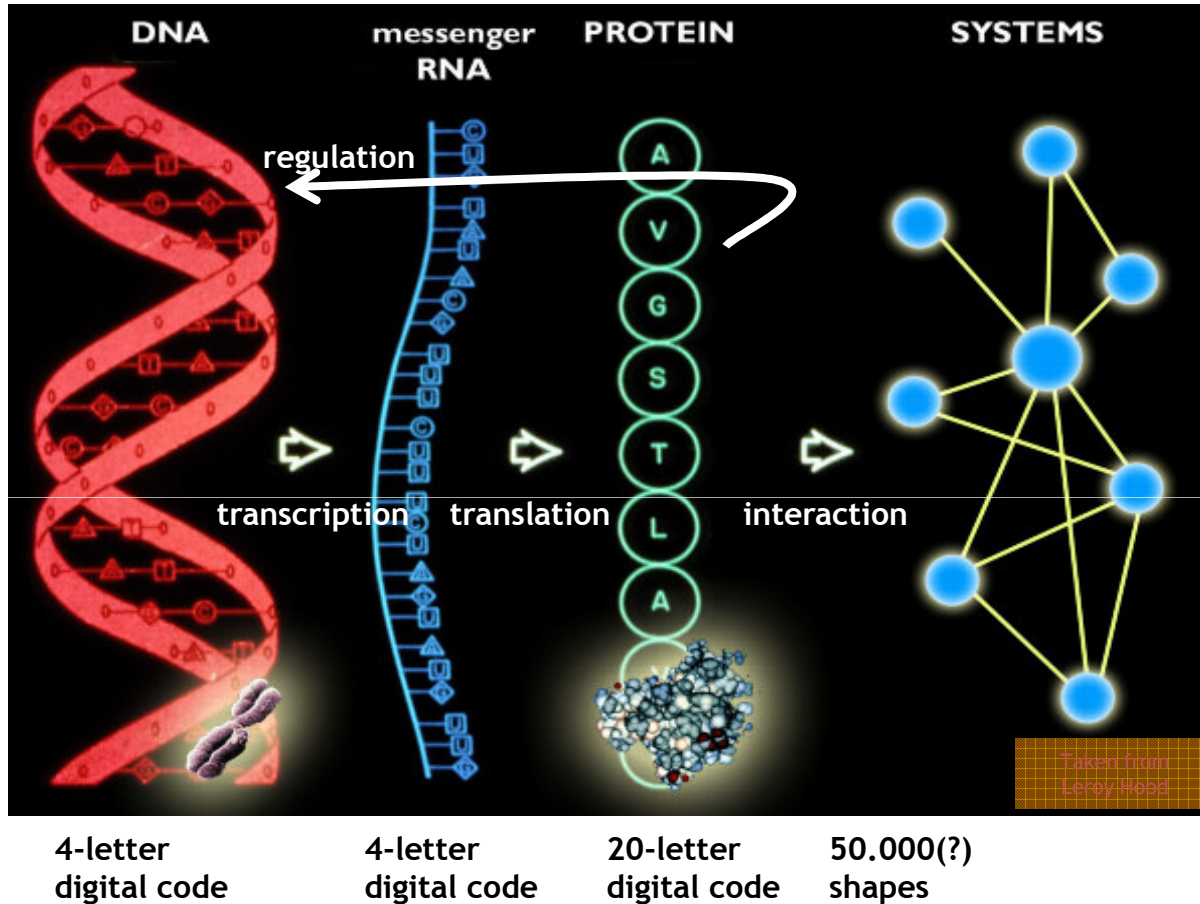 DNA
messenger
RNA
PROTEIN
SYSTEMS
regulation
transcription
translation
interaction
A
V
G
S
T
L
A
Taken from
Leroy Hood
4-letter
digital code
4-letter
digital code
20-letter
digital code
50.000(?)
shapes